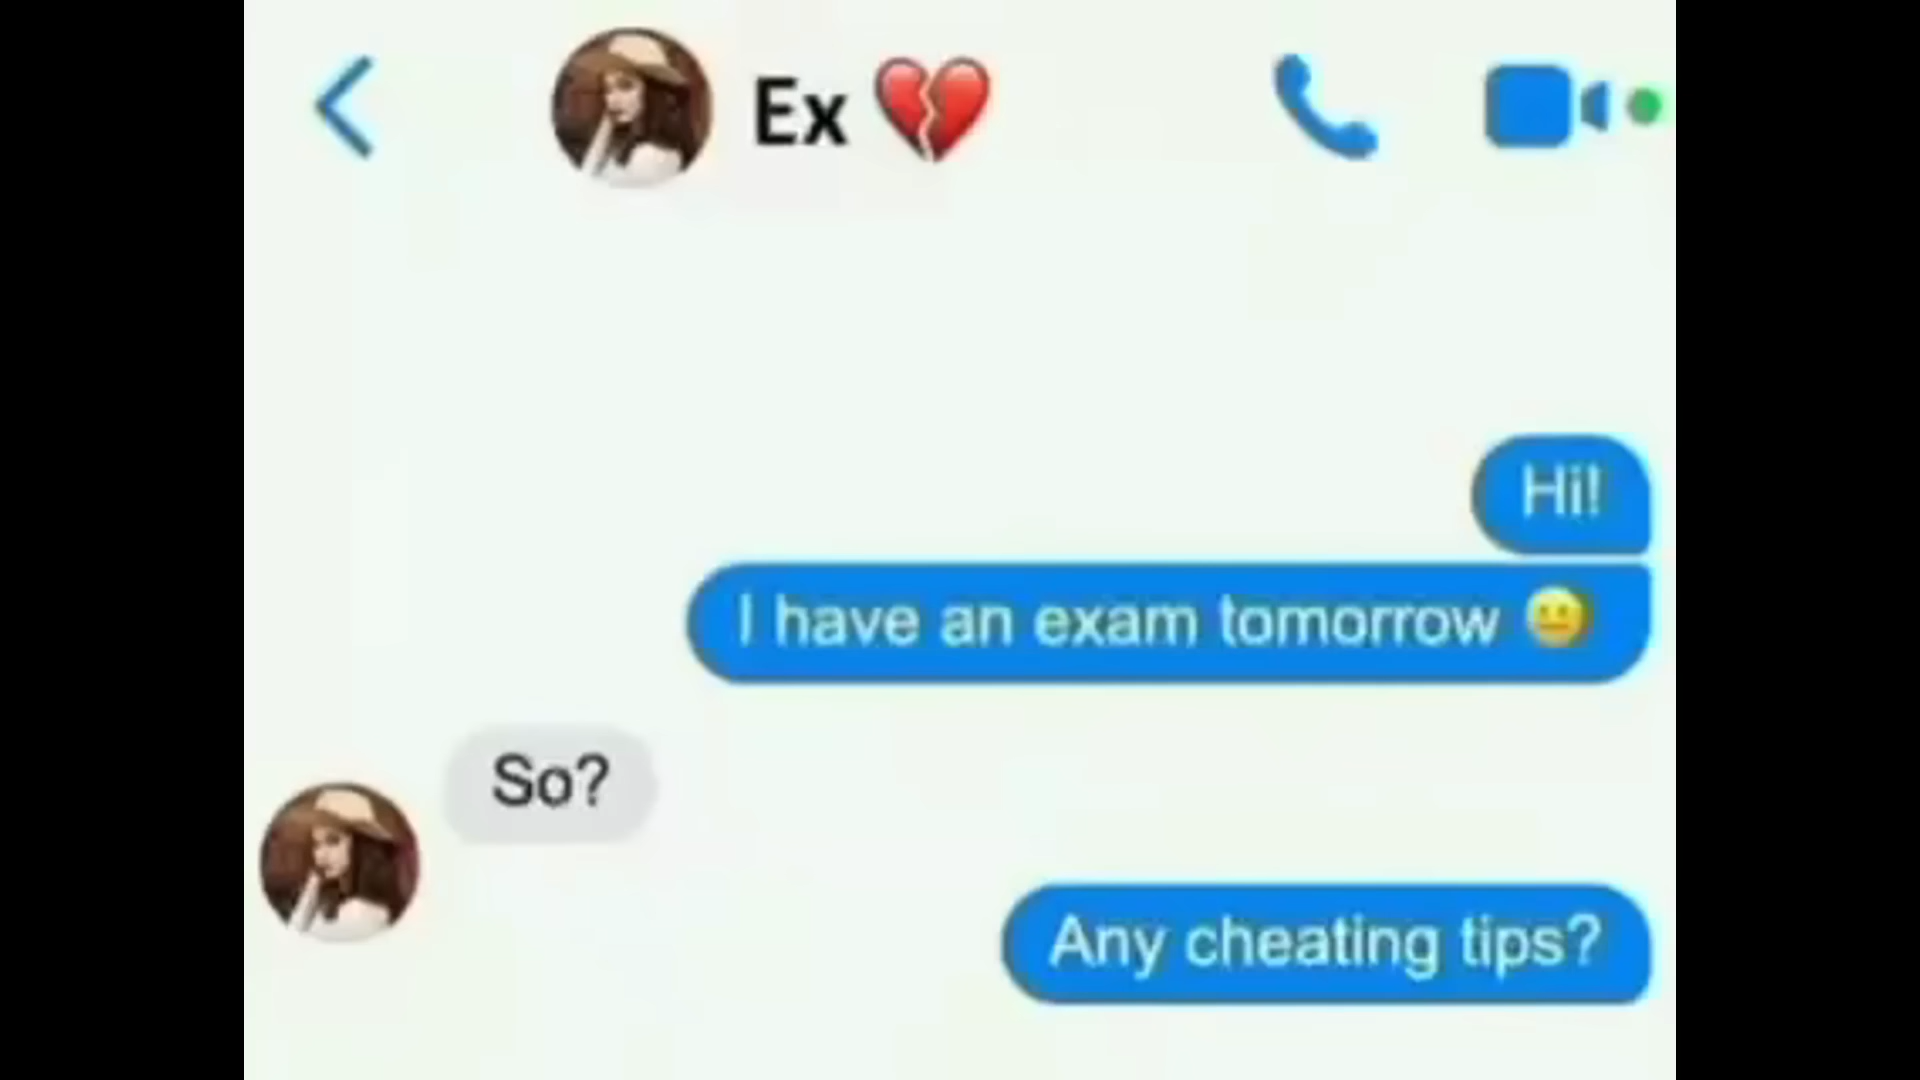 Ex 💔
Hi!
I have an exam tomorrow 😐
So?
Any cheating tips?